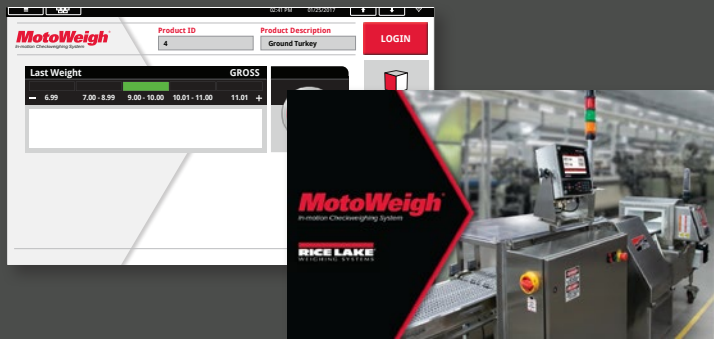 02:41 PM 01/25/2017
MotoWeigh®
In-motion Checkweighing System
Product ID
4
Product Description
Ground Turkey
LOGIN
Last Weight GROSS
— 6.99 7.00 - 8.99 9.00 - 10.00 10.01 - 11.00 11.01 +
MotoWeigh®
In-motion Checkweighing System
RICE LAKE
WEIGHING SYSTEMS